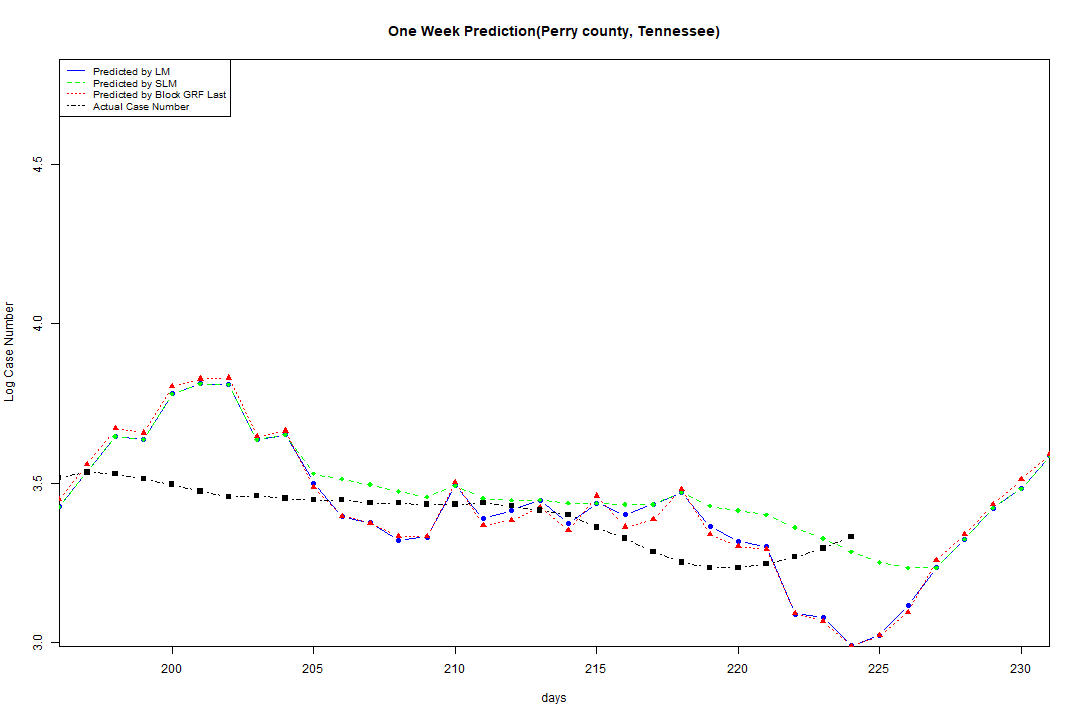 One Week Prediction(Perry county, Tennessee)
Predicted by LM
Predicted by SLM
Predicted by Block GRF Last
Actual Case Number
4.5
4.0
3.5
3.0
Log Case Number
200 205 210 215 220 225 230
days